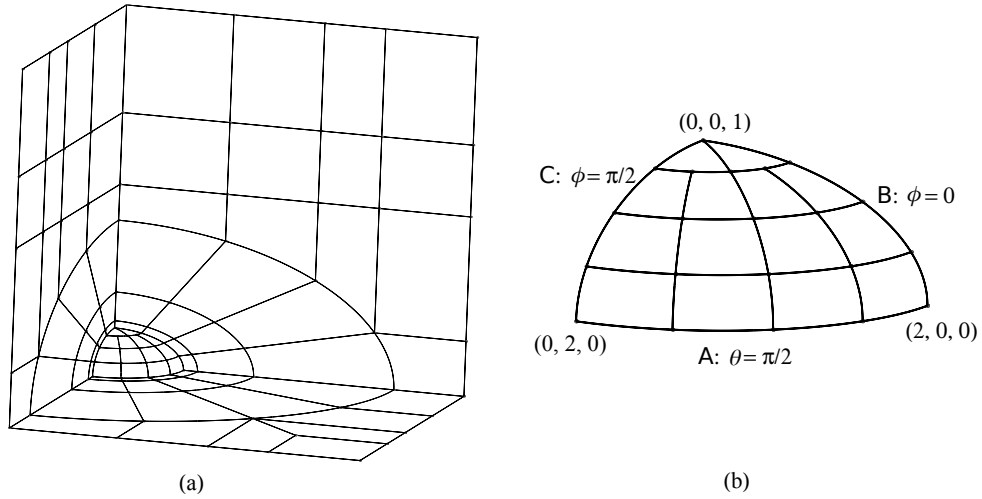 (0, 0, 1)
C: ϕ= π/2
B: ϕ= 0
(0, 2, 0)
(2, 0, 0)
A: θ= π/2
(a)
(b)